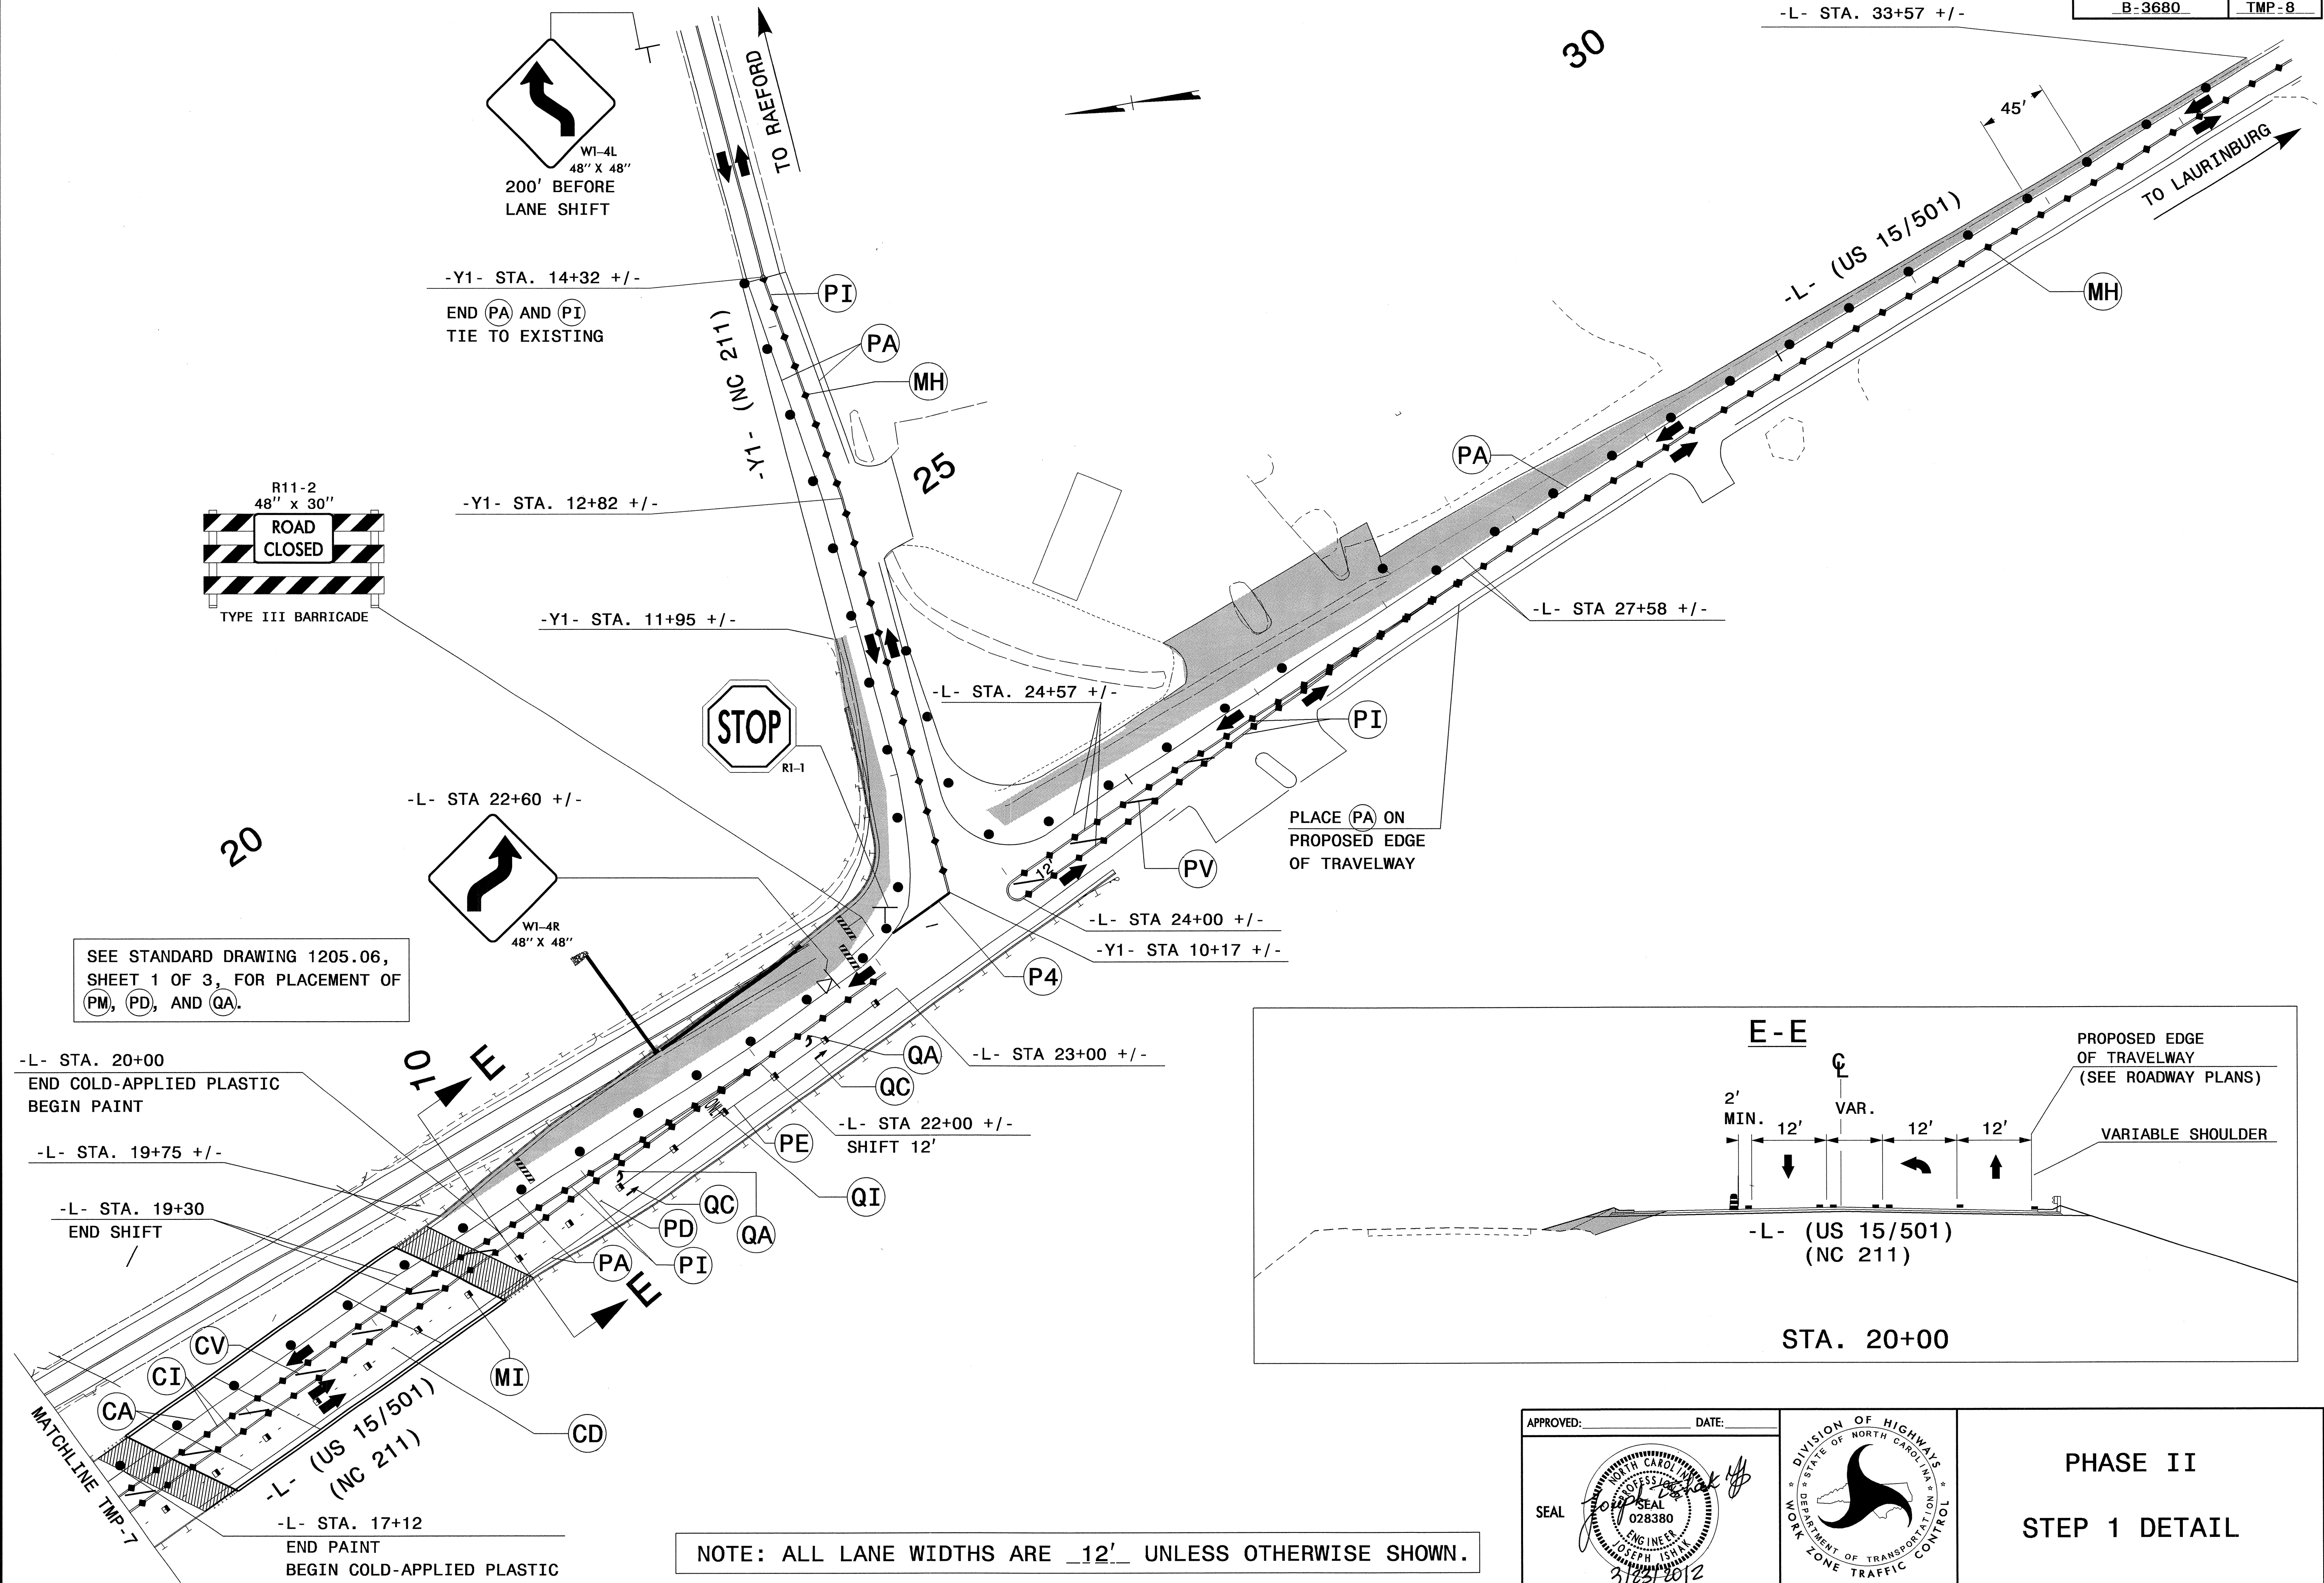 -L- STA. 33+57 +/-
B-3680
TMP-8
30
45'
TO RAEFORD
W1-4L
48" X 48"
200' BEFORE
LANE SHIFT
TO LAURINBURG
-L- (US 15/501)
MH
-Y1- STA. 14+32 +/-
END PA AND PI
TIE TO EXISTING
PI
PA
MH
-Y1- (NC 211)
25
PA
R11-2
48" x 30"
ROAD
CLOSED
TYPE III BARRICADE
-Y1- STA. 12+82 +/-
-Y1- STA. 11+95 +/-
-L- STA 27+58 +/-
-L- STA. 24+57 +/-
STOP
R1-1
PI
-L- STA 22+60 +/-
20
PLACE PA ON
PROPOSED EDGE
OF TRAVELWAY
PV
12'
W1-4R
48" X 48"
-L- STA 24+00 +/-
-Y1- STA 10+17 +/-
P4
SEE STANDARD DRAWING 1205.06,
SHEET 1 OF 3, FOR PLACEMENT OF
PM, PD, AND QA.
-L- STA. 20+00
END COLD-APPLIED PLASTIC
BEGIN PAINT
10
E
QA
-L- STA 23+00 +/-
QC
ONLY
PE
-L- STA 22+00 +/-
SHIFT 12'
-L- STA. 19+75 +/-
QI
-L- STA. 19+30
END SHIFT
QC
QA
PD
PA
PI
E
CV
CI
CA
MI
CD
MATCHLINE TMP-7
-L- (US 15/501)
(NC 211)
-L- STA. 17+12
END PAINT
BEGIN COLD-APPLIED PLASTIC
E-E
CL
PROPOSED EDGE
OF TRAVELWAY
(SEE ROADWAY PLANS)
2'
MIN.
12'
VAR.
12'
12'
VARIABLE SHOULDER
-L- (US 15/501)
(NC 211)
STA. 20+00
NOTE: ALL LANE WIDTHS ARE 12' UNLESS OTHERWISE SHOWN.
APPROVED: DATE:
SEAL
NORTH CAROLINA
PROFESSIONAL
SEAL
028380
ENGINEER
JOSEPH ISHAK
3/23/2012
DIVISION OF HIGHWAYS
STATE OF NORTH CAROLINA
DEPARTMENT OF TRANSPORTATION
WORK ZONE TRAFFIC CONTROL
PHASE II
STEP 1 DETAIL